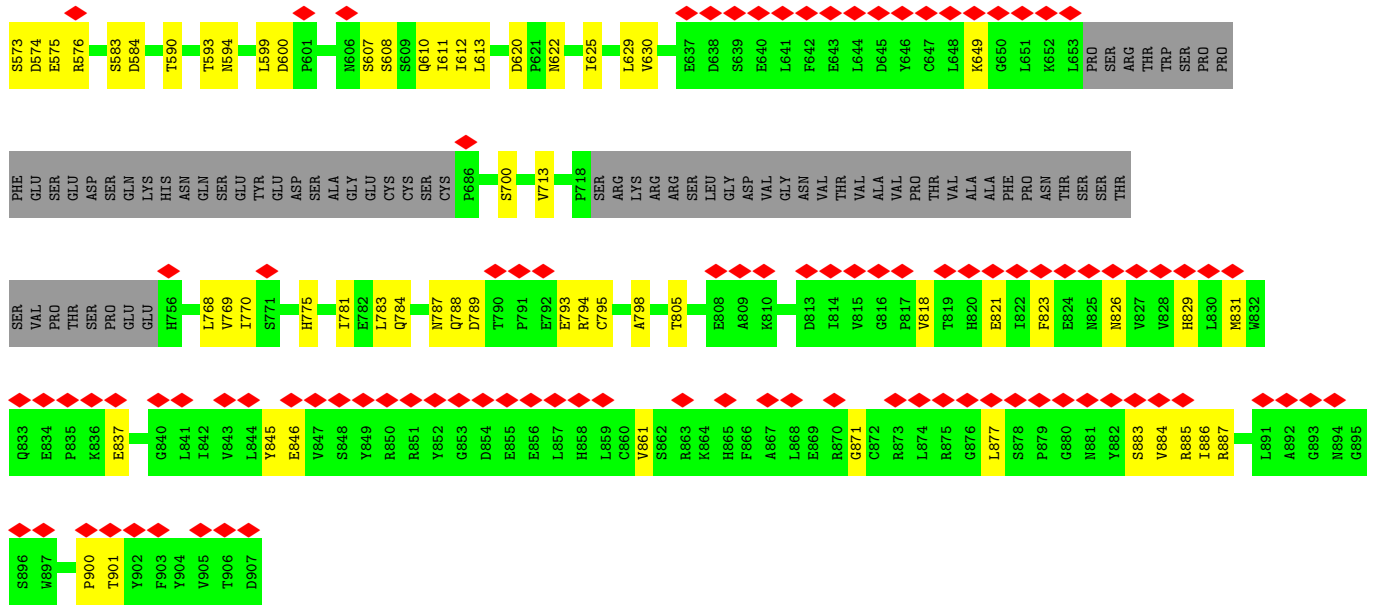 S573 D574 E575 R576 S583 D584 T590 T593 N594 L599 D600 P601 N606 S607 S608 S609 Q610 I611 I612 L613 D620 P621 N622 I625 L629 V630 E637 D638 S639 E640 L641 F642 E643 L644 D645 Y646 C647 L648 K649 G650 L651 K652 L653 PRO SER ARG THR TRP SER PRO PRO
PHE GLU SER GLU ASP SER GLN LYS HIS ASN GLN SER GLU TYR GLU ASP SER ALA GLY GLU CYS CYS SER CYS P686 S700 V713 P718 SER ARG LYS ARG ARG SER LEU GLY ASP VAL GLY ASN VAL THR VAL ALA VAL PRO THR VAL ALA ALA PHE PRO ASN THR SER SER THR
SER VAL PRO THR SER PRO GLU GLU H756 L768 V769 I770 S771 H775 I781 E782 L783 Q784 N787 Q788 D789 T790 P791 E792 E793 R794 C795 A798 T805 E808 A809 K810 D813 I814 V815 G816 P817 V818 T819 H820 E821 I822 F823 E824 N825 N826 V827 V828 H829 L830 M831 W832
Q833 E834 P835 K836 E837 G840 L841 I842 V843 L844 Y845 E846 V847 S848 Y849 R850 R851 Y852 G853 D854 E855 E856 L857 H858 L859 C860 V861 S862 R863 K864 H865 F866 A867 L868 E869 R870 G871 C872 R873 L874 R875 G876 L877 S878 P879 G880 N881 Y882 S883 V884 R885 I886 R887 L891 A892 G893 N894 G895
S896 W897 P900 T901 Y902 F903 Y904 V905 T906 D907